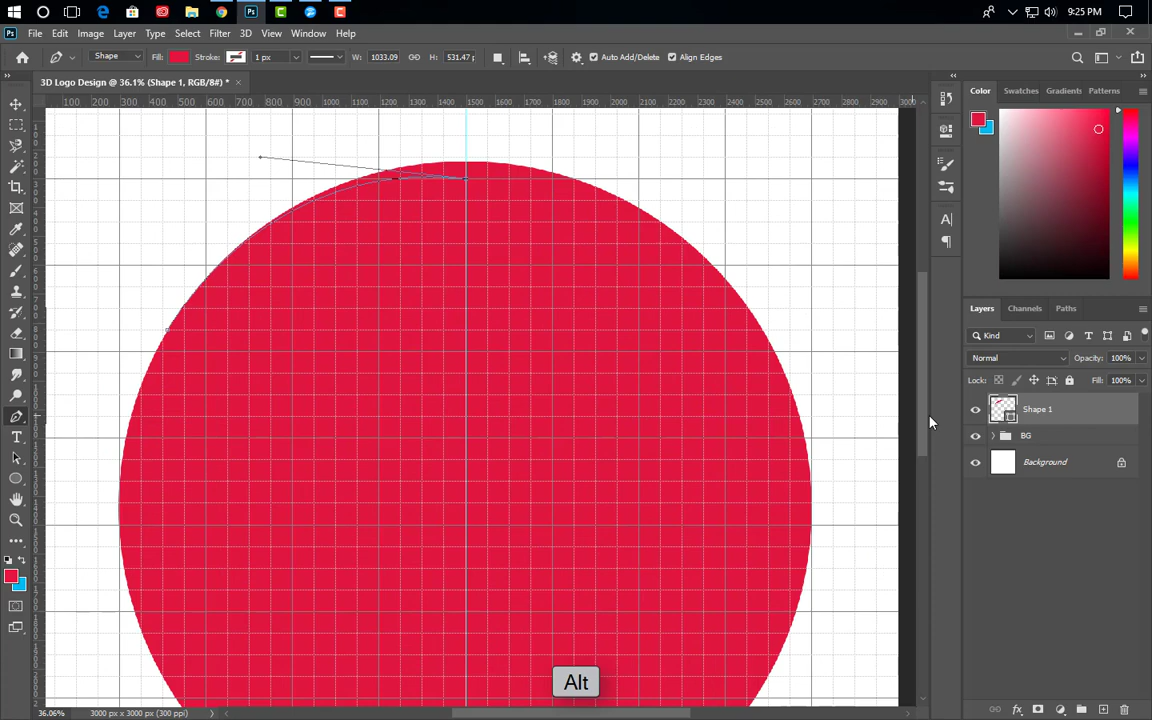 9:25 PM
Ps File Edit Image Layer Type Select Filter 3D View Window Help
Shape Fill: Stroke: 1 px W: 1033.09 H: 531.47 p Auto Add/Delete Align Edges
3D Logo Design @ 36.1% (Shape 1, RGB/8#) * ×
100 200 300 400 500 600 700 800 900 1000 1100 1200 1300 1400 1500 1600 1700 1800 1900 2000 2100 2200 2300 2400 2500 2600 2700 2800 2900 3000
Color Swatches Gradients Patterns
Layers Channels Paths
Kind
Normal Opacity: 100%
Lock: Fill: 100%
Shape 1
BG
Background
Alt
36.06% 3000 px x 3000 px (300 ppi)